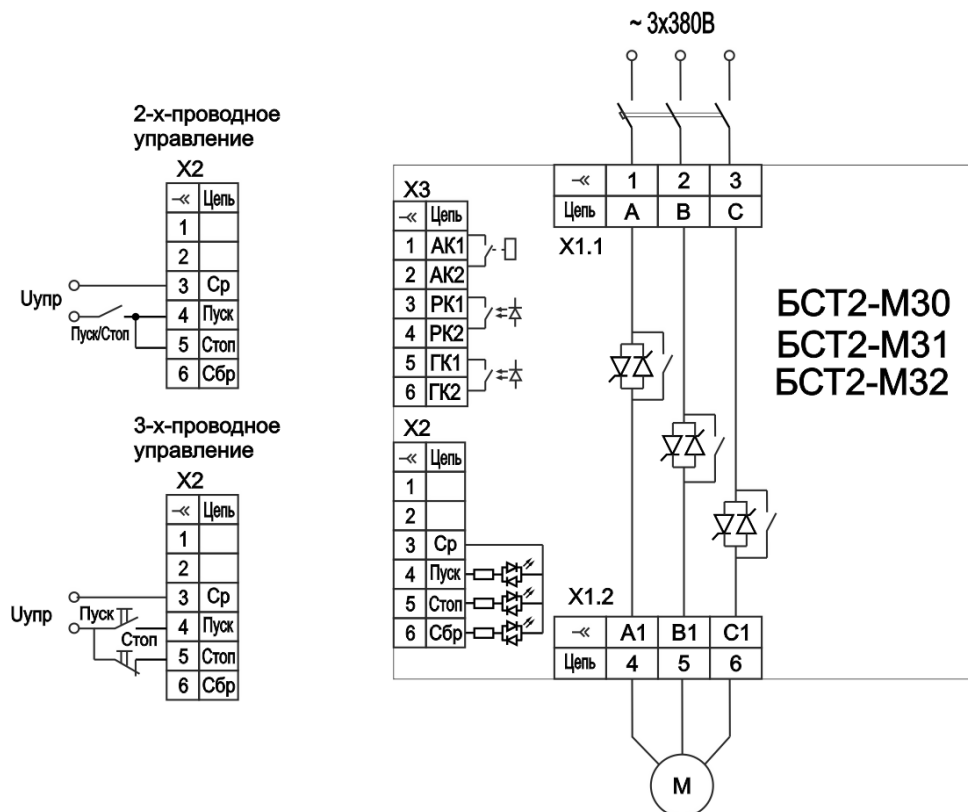 ~ 3х380В
2-х-проводное
управление
X2
Цепь
1
2
3 Ср
4 Пуск
5 Стоп
6 Сбр
Uупр
Пуск/Стоп
3-х-проводное
управление
X2
Цепь
1
2
3 Ср
4 Пуск
5 Стоп
6 Сбр
Uупр
Пуск
Стоп
X3
Цепь
1 АК1
2 АК2
3 РК1
4 РК2
5 ГК1
6 ГК2
X2
Цепь
1
2
3 Ср
4 Пуск
5 Стоп
6 Сбр
1 2 3
Цепь A B C
X1.1
БСТ2-М30
БСТ2-М31
БСТ2-М32
X1.2
A1 B1 C1
Цепь 4 5 6
М